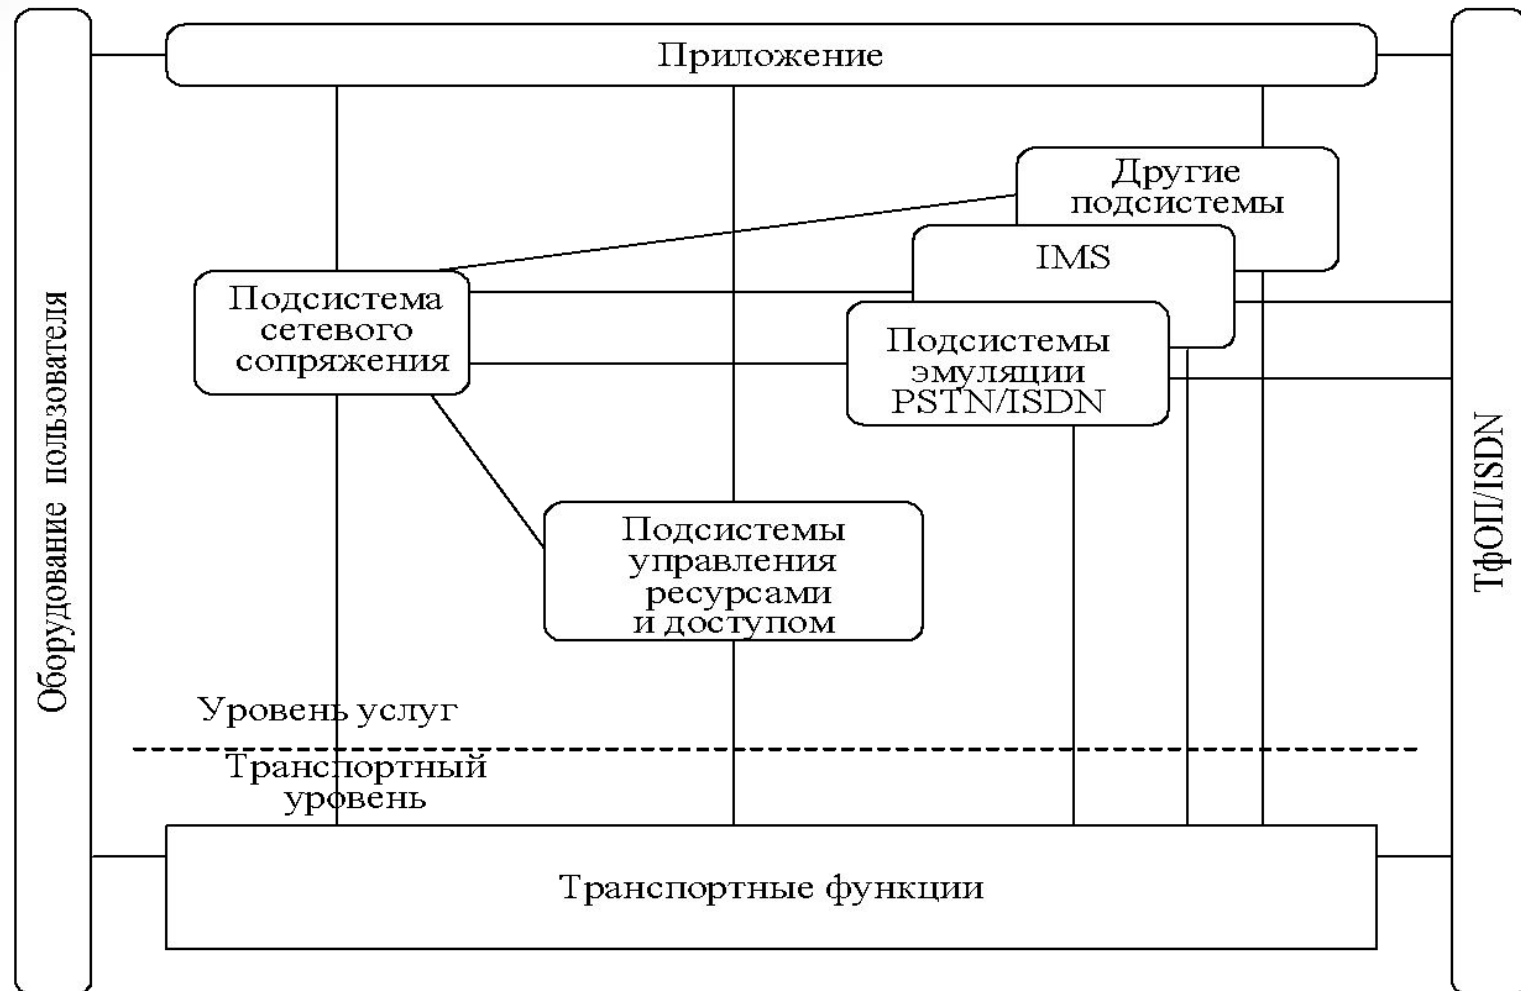 Приложение
Другие
подсистемы
IMS
Подсистема
сетевого
сопряжения
Подсистемы
эмуляции
PSTN/ISDN
Оборудование пользователя
ТфОП/ISDN
Подсистемы
управления
ресурсами
и доступом
Уровень услуг
Транспортный
уровень
Транспортные функции